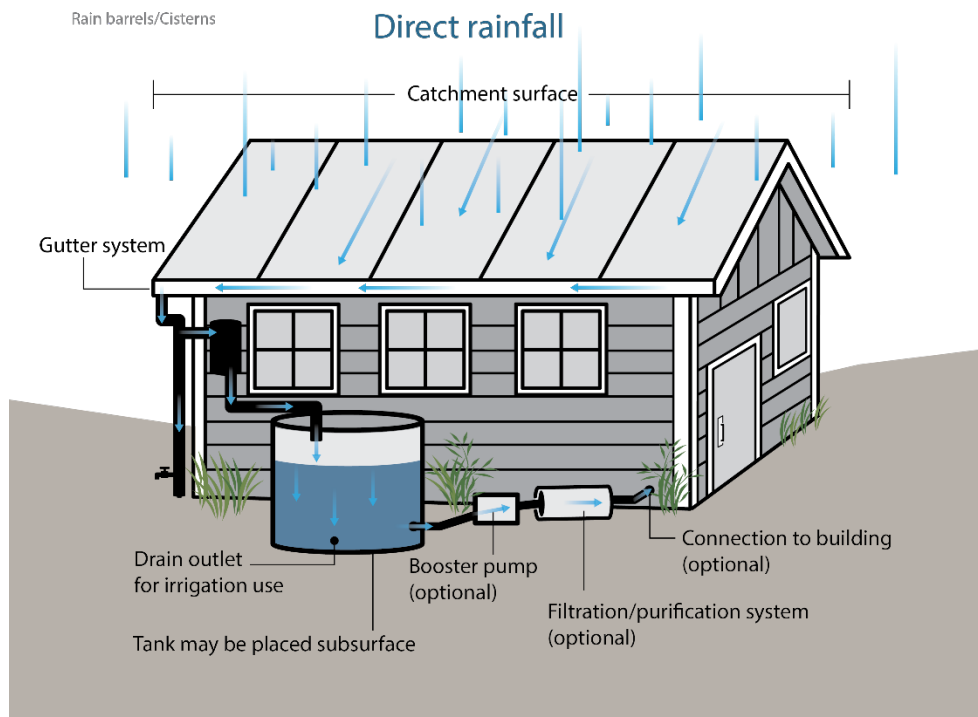 Rain barrels/Cisterns
Direct rainfall
Catchment surface
Gutter system
Drain outlet
for irrigation use
Tank may be placed subsurface
Booster pump
(optional)
Filtration/purification system
(optional)
Connection to building
(optional)